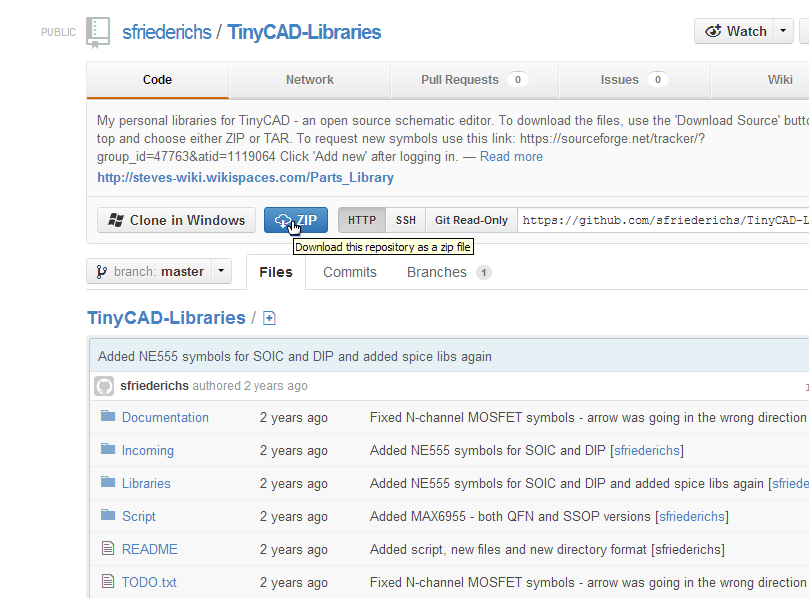 PUBLIC sfriederichs / TinyCAD-Libraries Watch
Code Network Pull Requests 0 Issues 0 Wiki
My personal libraries for TinyCAD - an open source schematic editor. To download the files, use the 'Download Source'
top and choose either ZIP or TAR. To request new symbols use this link: https://sourceforge.net/tracker/?
group_id=47763&atid=1119064 Click 'Add new' after logging in. — Read more
http://steves-wiki.wikispaces.com/Parts_Library
Clone in Windows ZIP HTTP SSH Git Read-Only https://github.com/sfriederichs/TinyCAD-L
Download this repository as a zip file
branch: master Files Commits Branches 1
TinyCAD-Libraries / +
Added NE555 symbols for SOIC and DIP and added spice libs again
sfriederichs authored 2 years ago
Documentation 2 years ago Fixed N-channel MOSFET symbols - arrow was going in the wrong direction
Incoming 2 years ago Added NE555 symbols for SOIC and DIP [sfriederichs]
Libraries 2 years ago Added NE555 symbols for SOIC and DIP and added spice libs again [sfriede
Script 2 years ago Added MAX6955 - both QFN and SSOP versions [sfriederichs]
README 2 years ago Added script, new files and new directory format [sfriederichs]
TODO.txt 2 years ago Fixed N-channel MOSFET symbols - arrow was going in the wrong direction